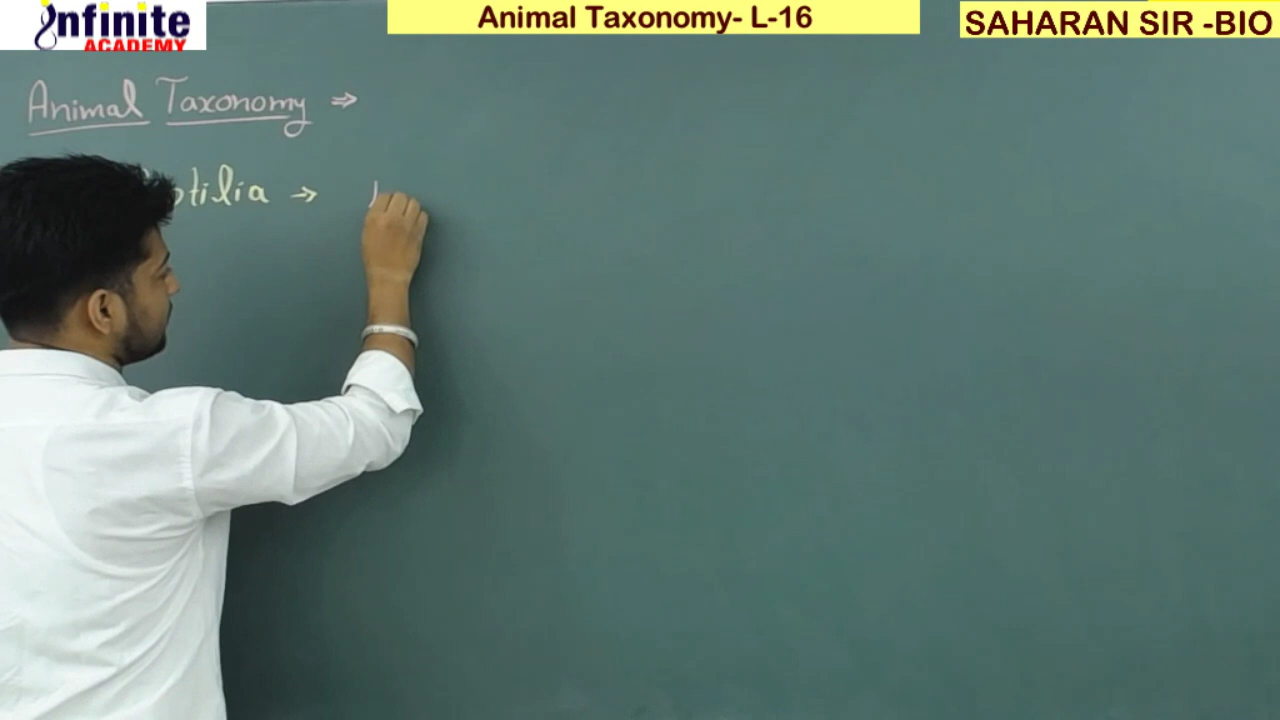 infinite
ACADEMY
Animal Taxonomy- L-16
SAHARAN SIR -BIO
Animal Taxonomy ⇒
ptilia →